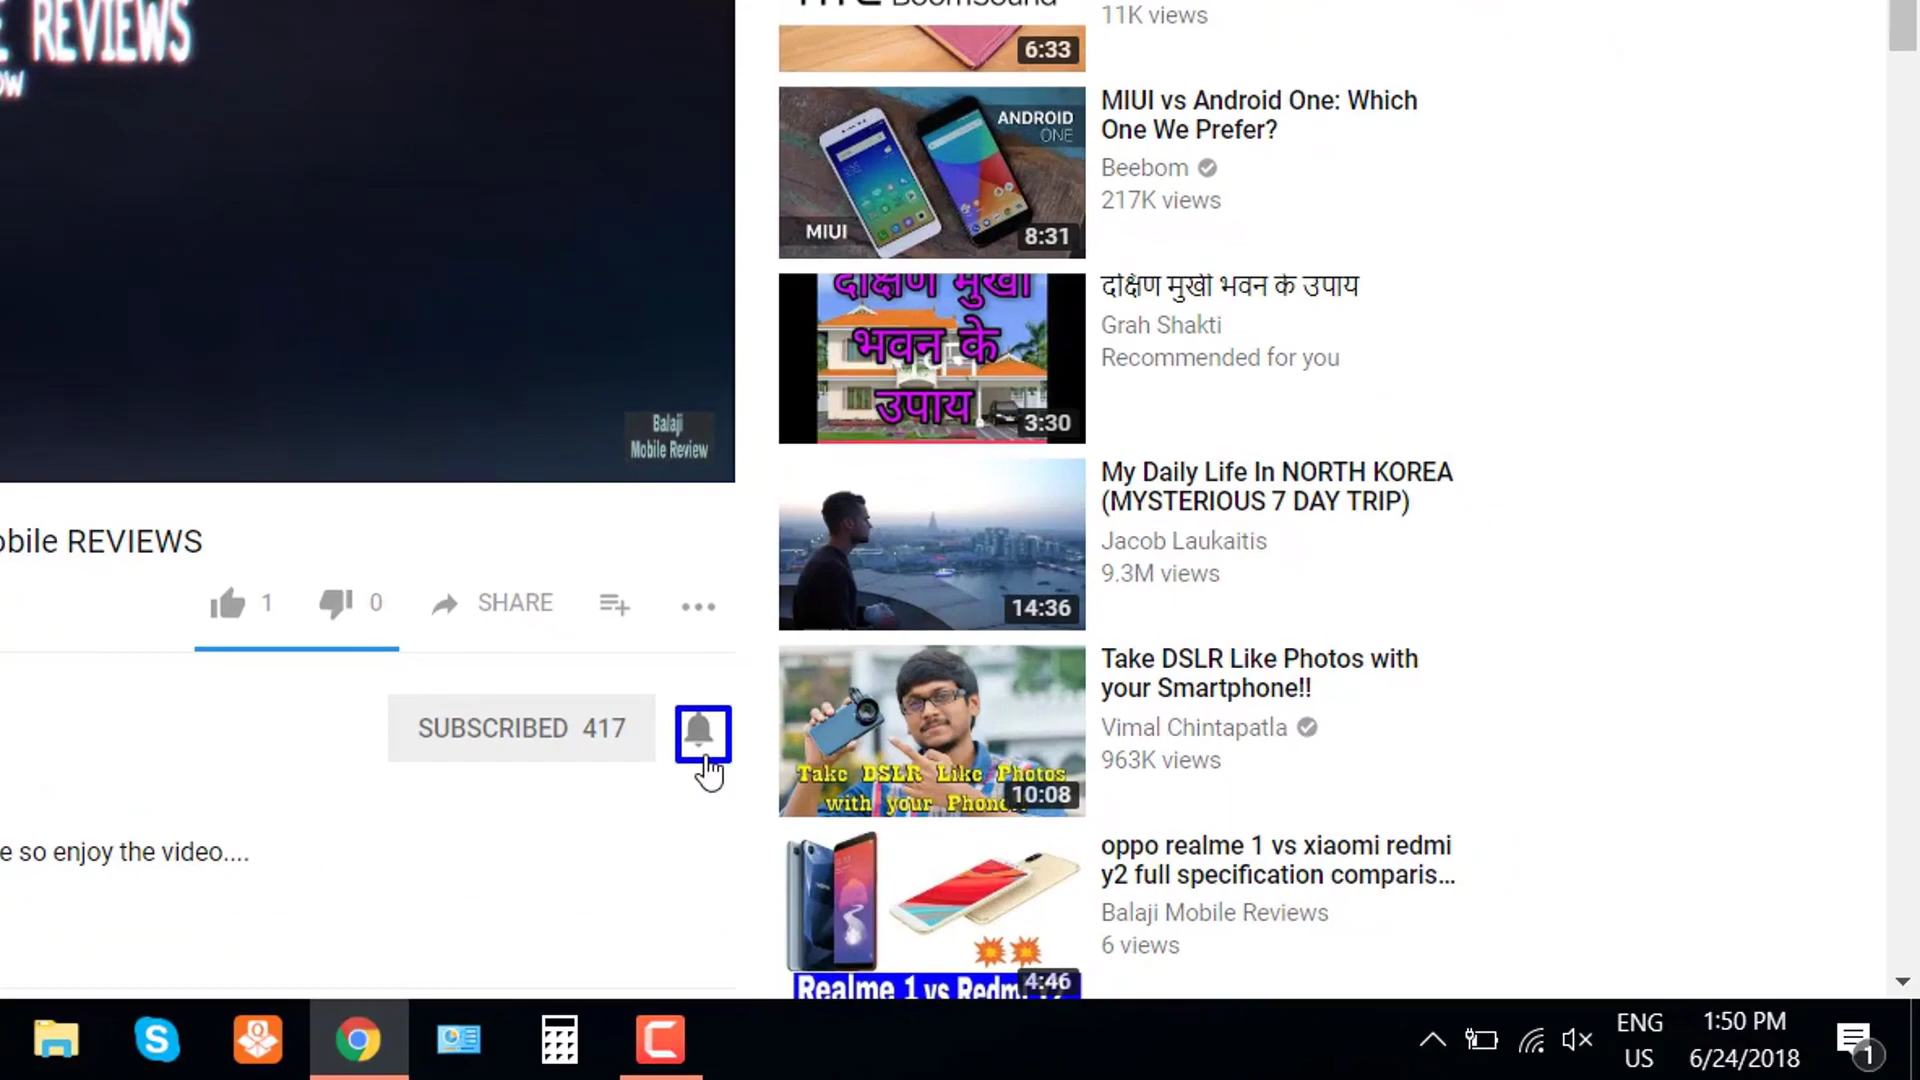 E REVIEWS
OW
Balaji
Mobile Review
obile REVIEWS
1
0
SHARE
SUBSCRIBED 417
e so enjoy the video....
BoomSound
6:33
11K views
ANDROID
ONE
MIUI
8:31
MIUI vs Android One: Which
One We Prefer?
Beebom
217K views
दक्षिण मुखी
भवन के
उपाय
3:30
दक्षिण मुखी भवन के उपाय
Grah Shakti
Recommended for you
14:36
My Daily Life In NORTH KOREA
(MYSTERIOUS 7 DAY TRIP)
Jacob Laukaitis
9.3M views
Take DSLR Like Photos
with your Phone
10:08
Take DSLR Like Photos with
your Smartphone!!
Vimal Chintapatla
963K views
Realme 1 vs Redmi
4:46
oppo realme 1 vs xiaomi redmi
y2 full specification comparis...
Balaji Mobile Reviews
6 views
ENG
US
1:50 PM
6/24/2018
1